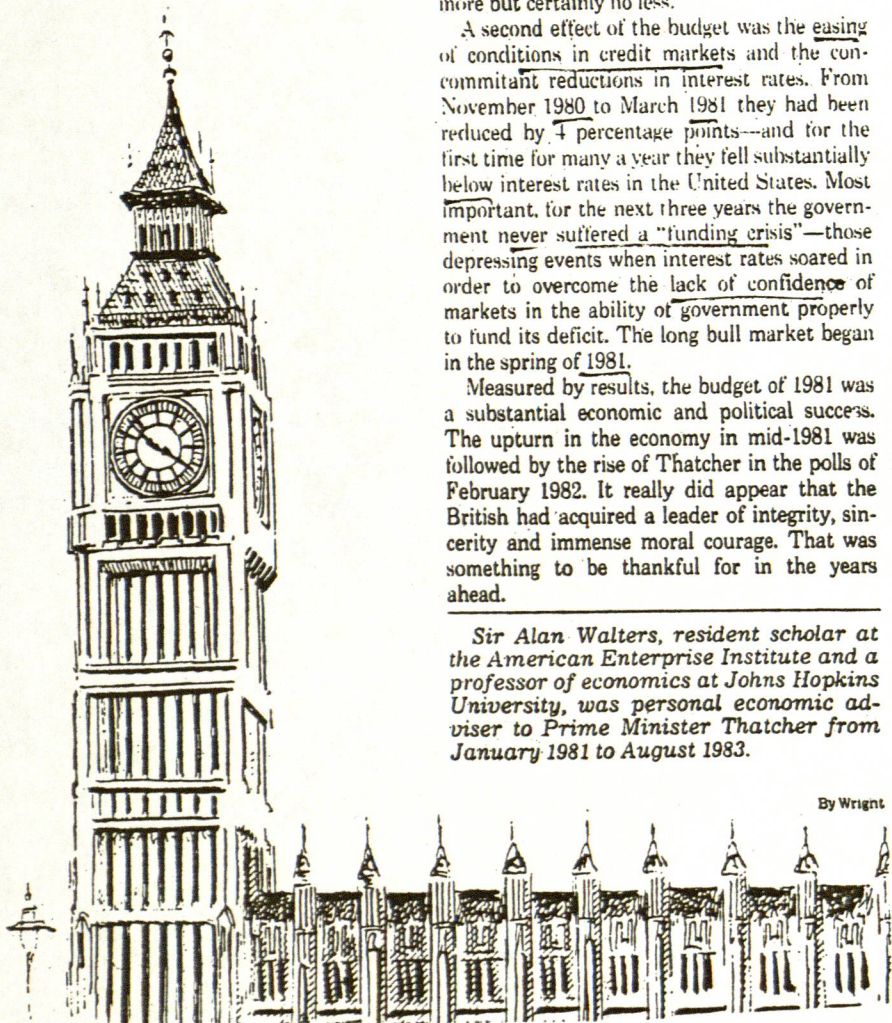 more but certainly no less.
A second effect of the budget was the easing
of conditions in credit markets and the con-
commitant reductions in interest rates. From
November 1980 to March 1981 they had been
reduced by 4 percentage points—and for the
first time for many a year they fell substantially
below interest rates in the United States. Most
important, for the next three years the govern-
ment never suffered a "funding crisis"—those
depressing events when interest rates soared in
order to overcome the lack of confidence of
markets in the ability of government properly
to fund its deficit. The long bull market began
in the spring of 1981.
Measured by results, the budget of 1981 was
a substantial economic and political success.
The upturn in the economy in mid-1981 was
followed by the rise of Thatcher in the polls of
February 1982. It really did appear that the
British had acquired a leader of integrity, sin-
cerity and immense moral courage. That was
something to be thankful for in the years
ahead.
Sir Alan Walters, resident scholar at
the American Enterprise Institute and a
professor of economics at Johns Hopkins
University, was personal economic ad-
viser to Prime Minister Thatcher from
January 1981 to August 1983.
By Wright